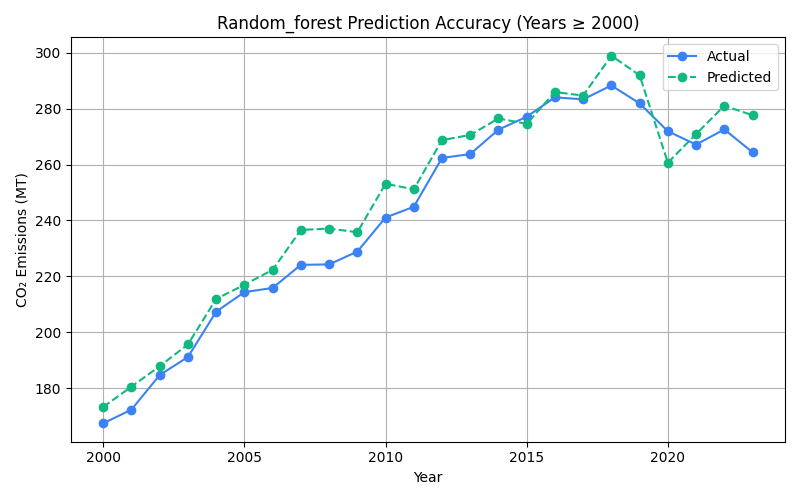 Random_forest Prediction Accuracy (Years ≥ 2000)
Actual
Predicted
CO₂ Emissions (MT)
300
280
260
240
220
200
180
2000
2005
2010
2015
2020
Year